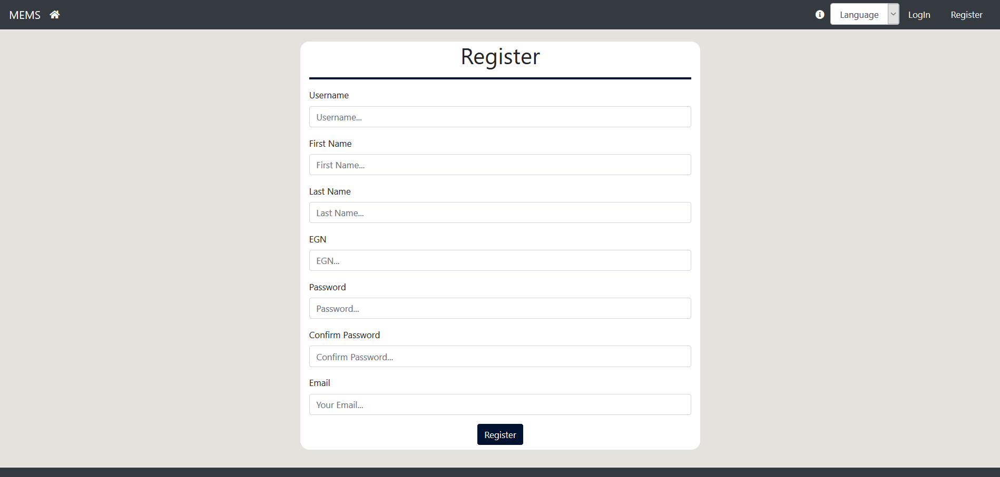 MEMS Language LogIn Register
Register
Username
Username...
First Name
First Name...
Last Name
Last Name...
EGN
EGN...
Password
Password...
Confirm Password
Confirm Password...
Email
Your Email...
Register